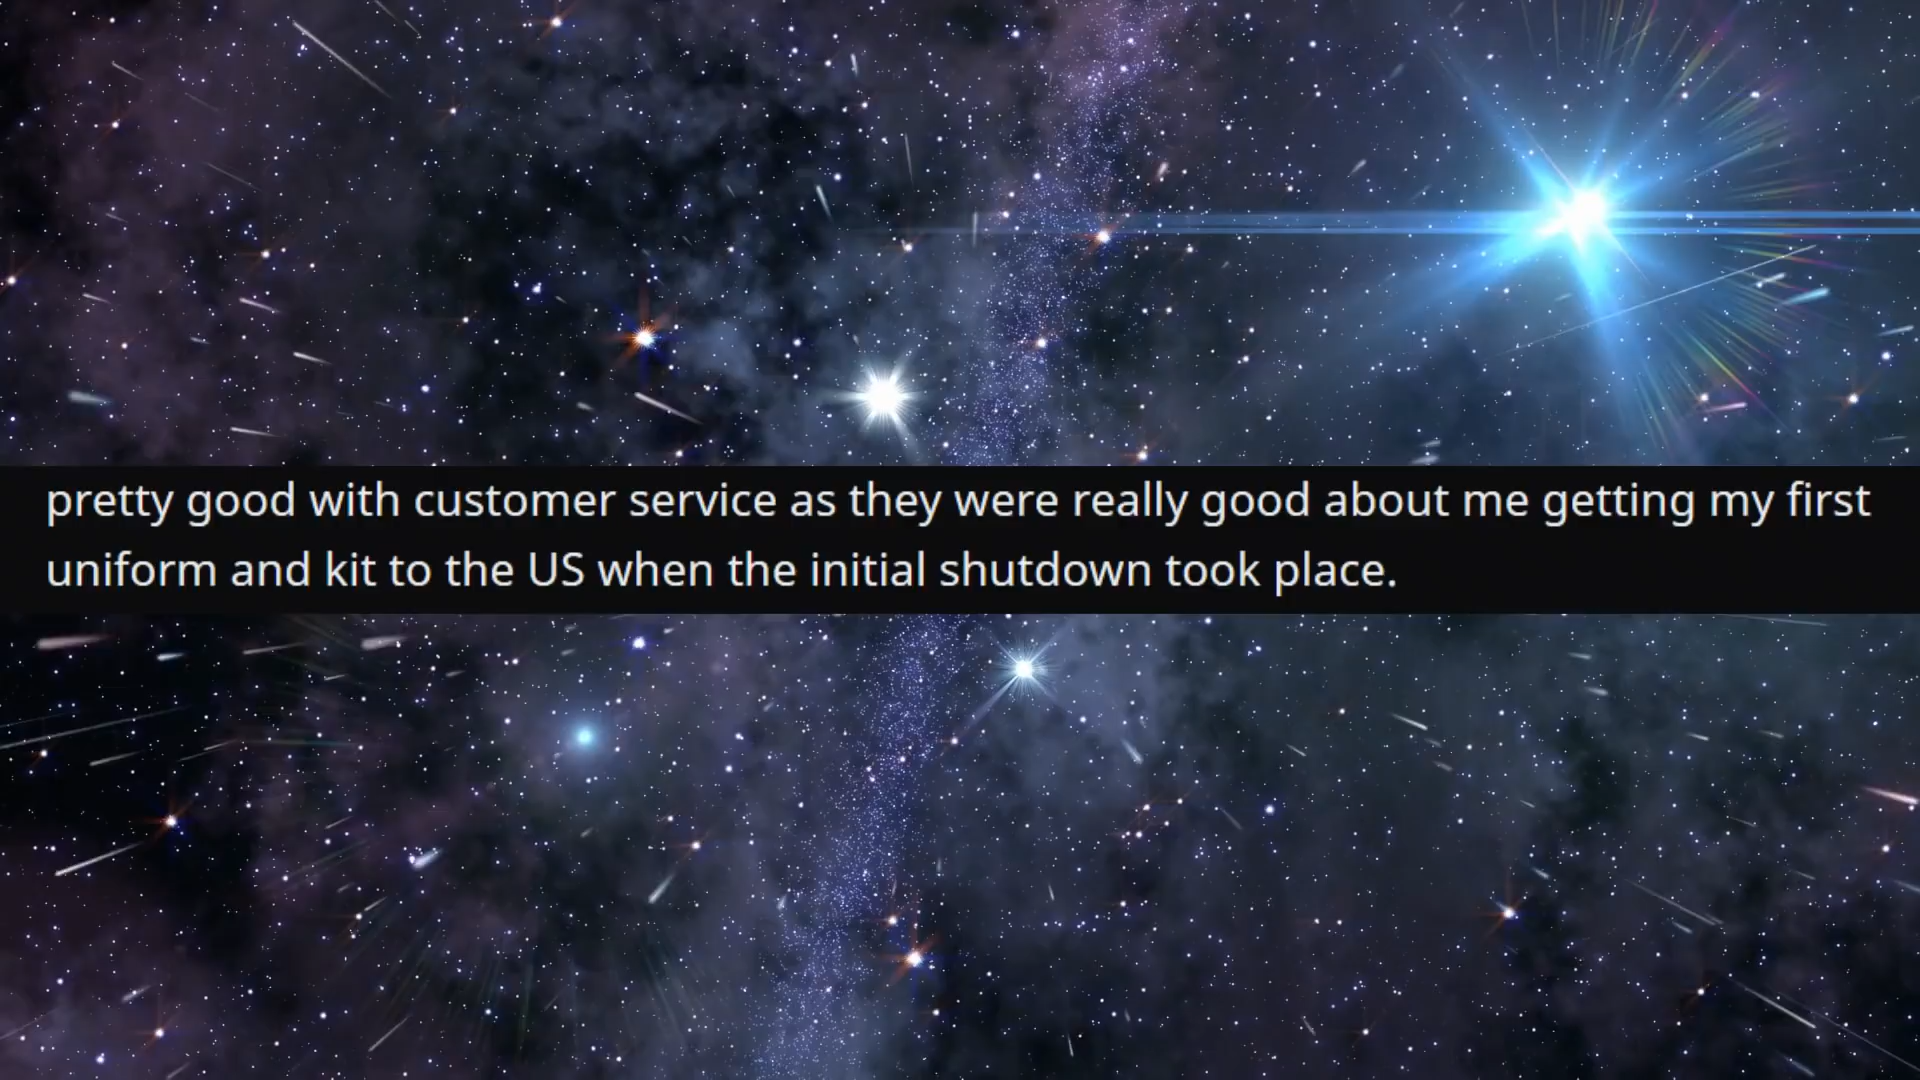 pretty good with customer service as they were really good about me getting my first
uniform and kit to the US when the initial shutdown took place.